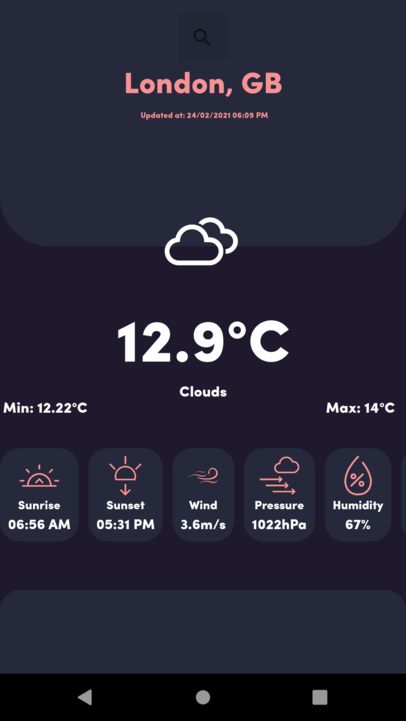 London, GB
Updated at: 24/02/2021 06:09 PM
12.9°C
Clouds
Min: 12.22°C
Max: 14°C
Sunrise
06:56 AM
Sunset
05:31 PM
Wind
3.6m/s
Pressure
1022hPa
Humidity
67%